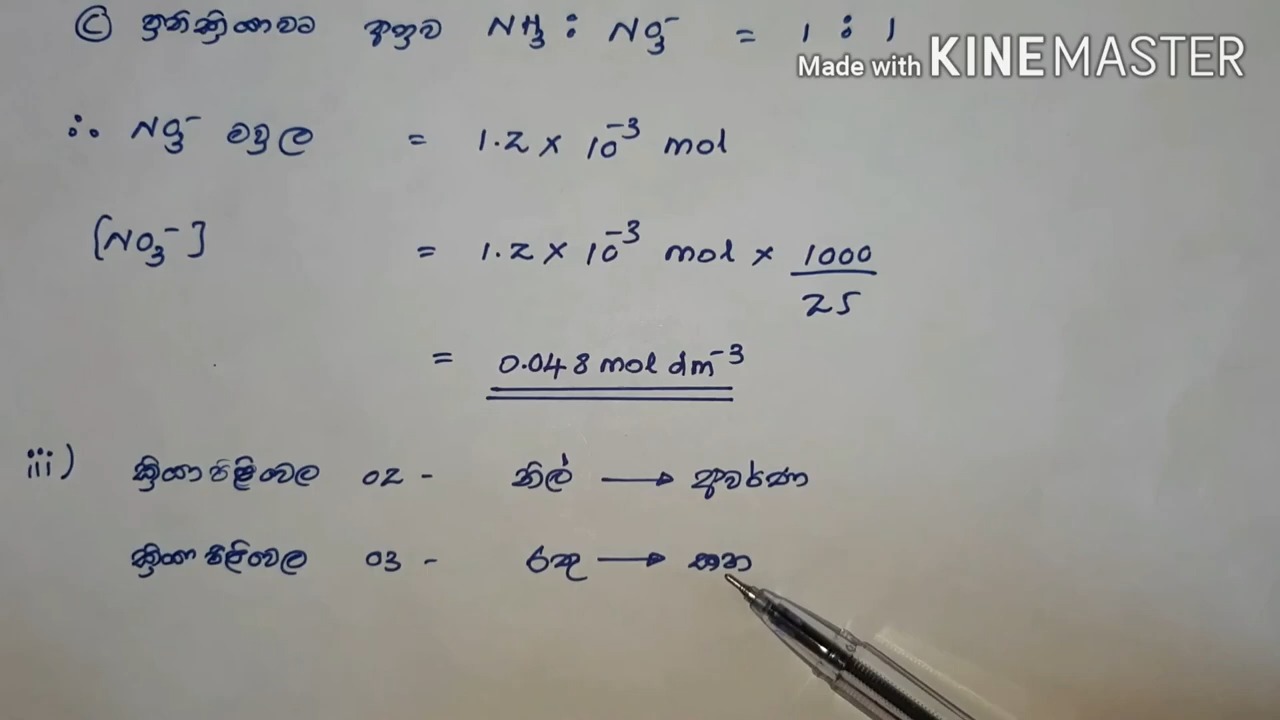 Ⓒ ප්‍රතික්‍රියාවට අනුව NH₃ : NO₃⁻ = 1 : 1
Made with KINEMASTER
∴ NO₃⁻ මවුල = 1.2 × 10⁻³ mol
[NO₃⁻] = 1.2 × 10⁻³ mol × 1000/25
= 0.048 mol dm⁻³
iii) ක්‍රියාපිළිවෙල 02 - නිල් → අවර්ණ
ක්‍රියාපිළිවෙල 03 - රතු → කහ